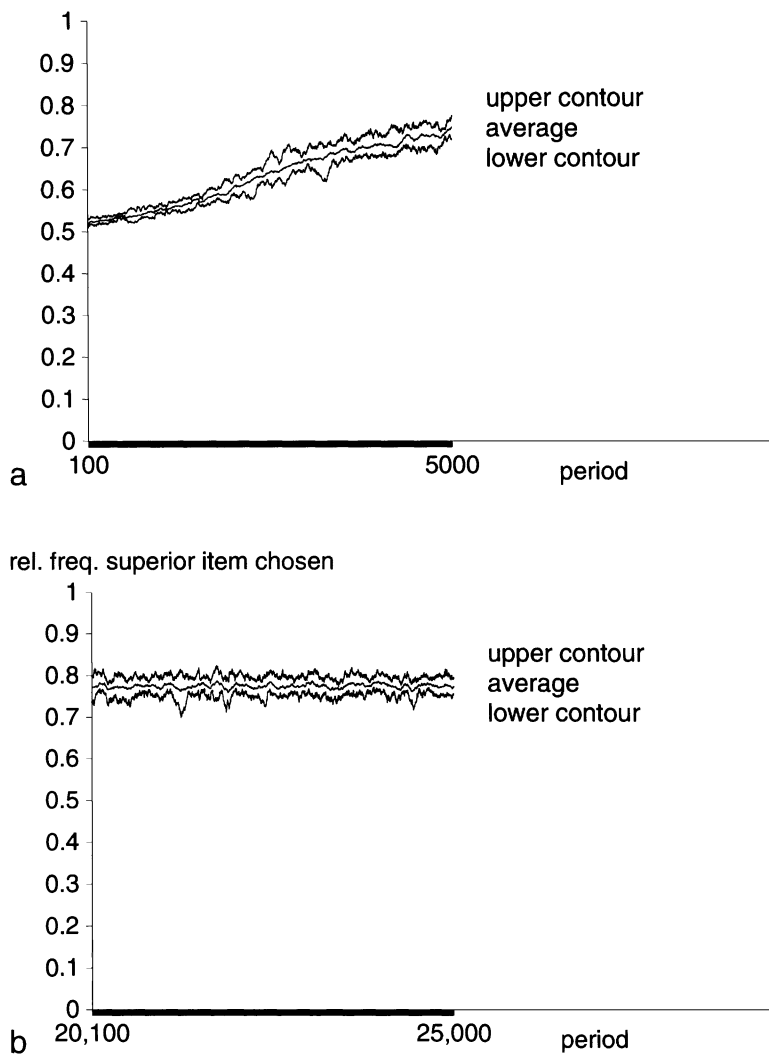 1
0.9
0.8
0.7
0.6
0.5
0.4
0.3
0.2
0.1
0
upper contour
average
lower contour
100
5000
period
a
rel. freq. superior item chosen
1
0.9
0.8
0.7
0.6
0.5
0.4
0.3
0.2
0.1
0
upper contour
average
lower contour
20,100
25,000
period
b